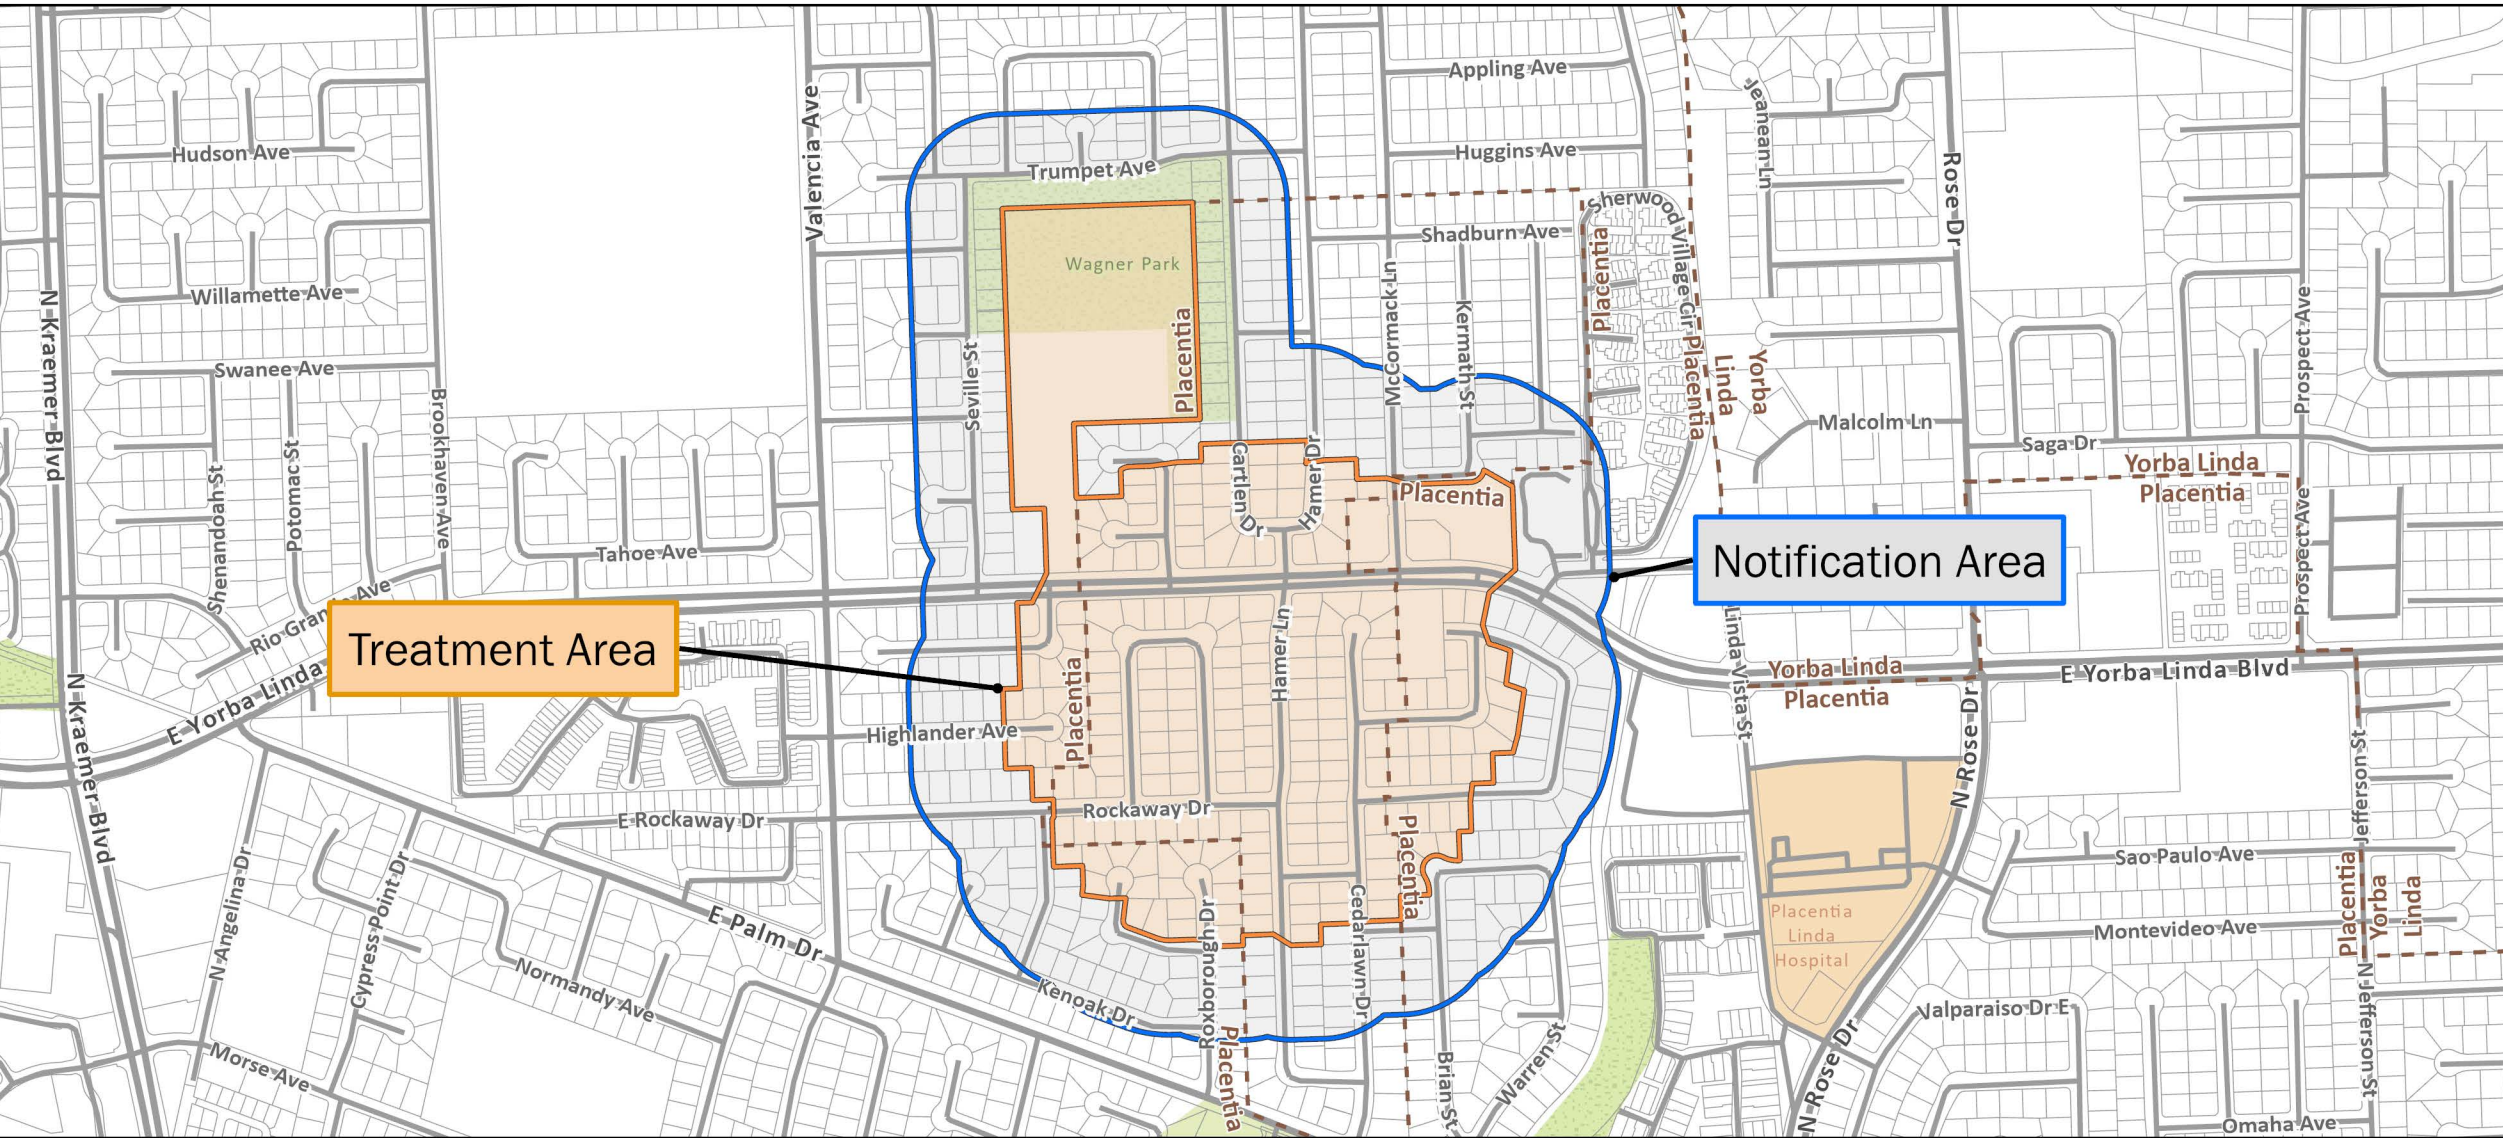 Appling Ave
Jeanmean Ln
Valencia Ave
Hudson Ave
Huggins Ave
Trumpet Ave
Rose Dr
Sherwood Village Cir
Shadburn Ave
Wagner Park
Placentia
Placentia
McCormack Ln
Kermath St
Willamette Ave
N Kraemer Blvd
Prospect Ave
Placentia
Yorba
Linda
Swanee Ave
Seville St
Brookhaven Ave
Malcolm Ln
Saga Dr
Yorba Linda
Placentia
Shenandoah St
Potomac St
Cartlen Dr
Hamer Dr
Placentia
Prospect Ave
Tahoe Ave
Notification Area
Rio Grande Ave
Treatment Area
Hamer Ln
Linda Vista St
Yorba Linda
Placentia
E Yorba Linda Blvd
E Yorba Linda
N Kraemer Blvd
Placentia
Highlander Ave
N Rose Dr
Jefferson St
E Rockaway Dr
Rockaway Dr
Placentia
Sao Paulo Ave
Placentia
Yorba
Linda
N Angelina Dr
Cypress Point Dr
E Palm Dr
Roxborough Dr
Cedarlawn Dr
Placentia
Linda
Hospital
Montevideo Ave
Normandy Ave
Kenoak Dr
Valparaiso Dr E
N Jefferson St
Morse Ave
Placentia
Brian St
Warren St
N Rose Dr
Omaha Ave